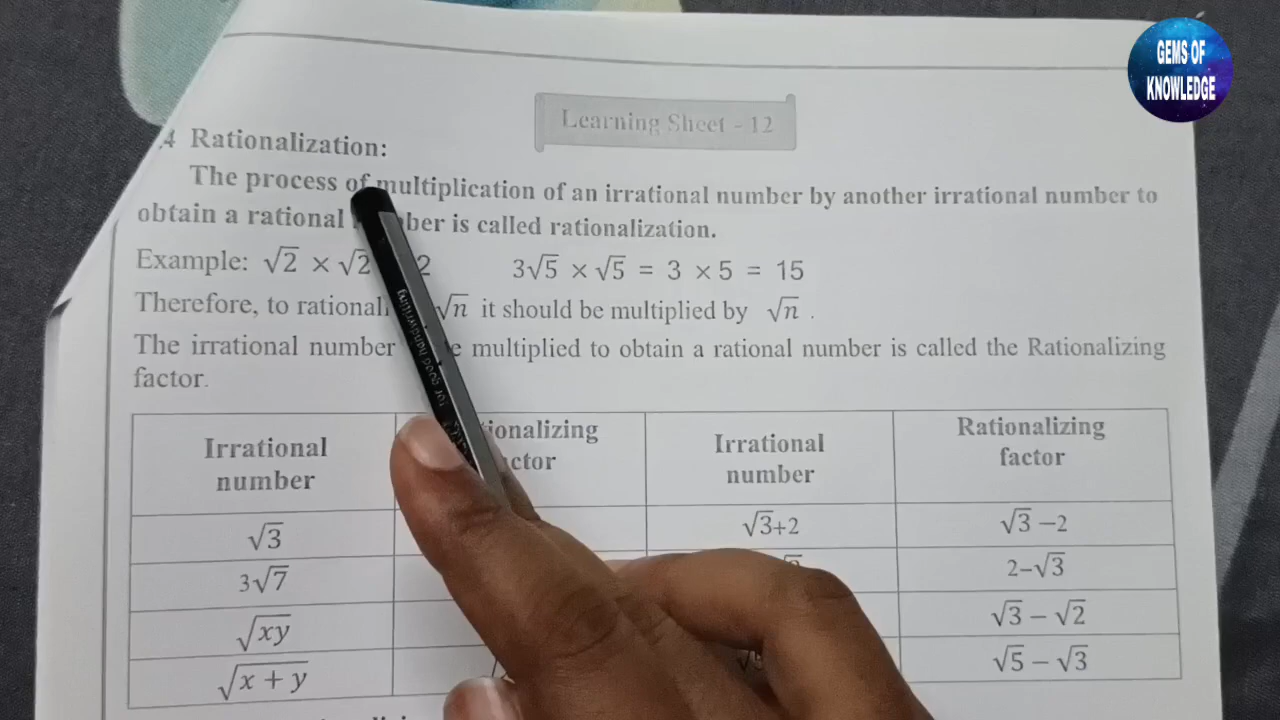 GEMS OF
KNOWLEDGE
Learning Sheet - 12
.4 Rationalization:
The process of multiplication of an irrational number by another irrational number to
obtain a rational ber is called rationalization.
Example: √2 × √2 2 3√5 × √5 = 3 × 5 = 15
Therefore, to rational √n it should be multiplied by √n .
The irrational number e multiplied to obtain a rational number is called the Rationalizing
factor.
Irrational number ionalizing ctor Irrational number Rationalizing factor
√3 √3+2 √3 −2
3√7 2−√3
√xy √3 − √2
√x + y √5 − √3
for good handwriting